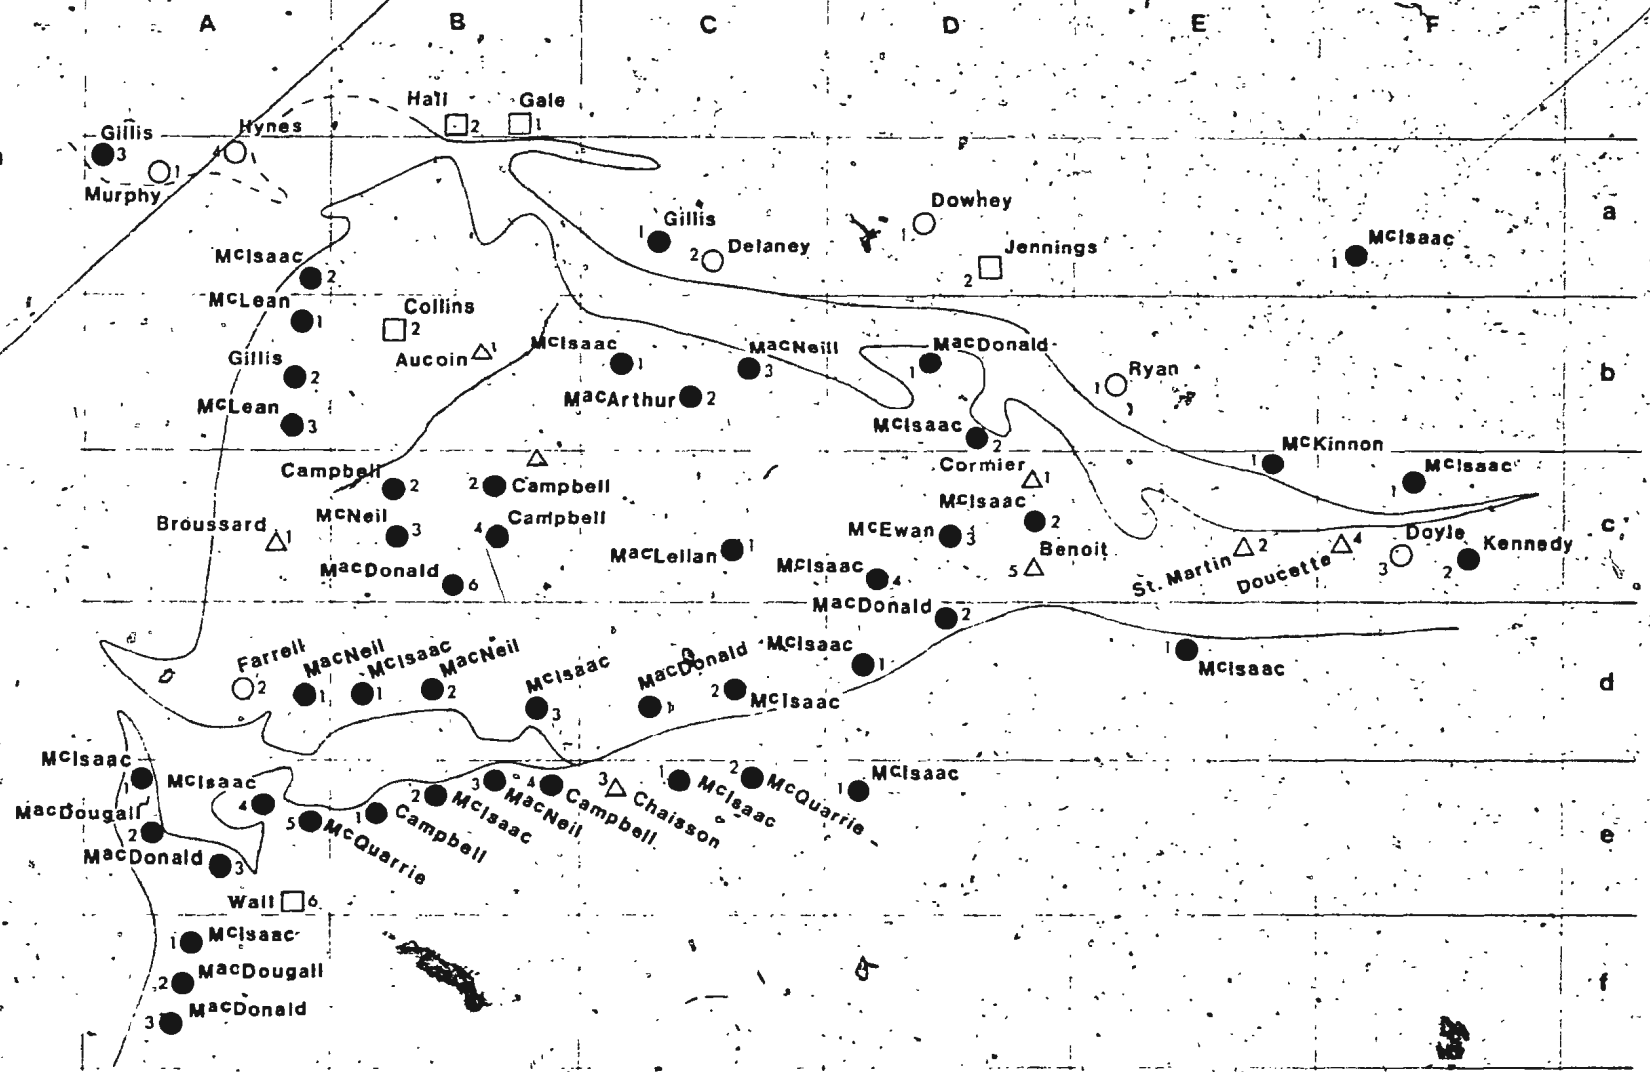 A B C D E F
Hall Gale
2 1
Gillis Hynes
3 1 4
Murphy
a
Dowhey
1
Gillis
1
Delaney
2
Jennings
2
McIsaac
1
McIsaac
2
McLean
1
Collins
2
Aucoin 1
McIsaac
1
MacNeill
3
MacDonald
1
Gillis
2
MacArthur 2
Ryan
1
b
McLean
3
McIsaac
2
McKinnon
1
Campbell
2
2 Campbell
Cormier
1
McIsaac
1
McNeil
3
Campbell
4
McIsaac
2
Broussard 1
McEwan 3
MacLellan 1
Benoit
5
St. Martin 2
Doucette 4
Doyle
3
Kennedy
2
c
MacDonald 6
McIsaac
4
MacDonald
2
Farrell
2
MacNeil
1
McIsaac
1
MacNeil
2
McIsaac
3
MacDonald
1
McIsaac
1
2 McIsaac
1
McIsaac
d
McIsaac
1
McIsaac
4
MacDougall
2
MacDonald
3
5 McQuarrie
1 Campbell
2 McIsaac
3 MacNeil
4 Campbell
3 Chaisson
1 McIsaac
2 McQuarrie
1 McIsaac
e
Wall 6
1 McIsaac
2 MacDougall
3 MacDonald
f